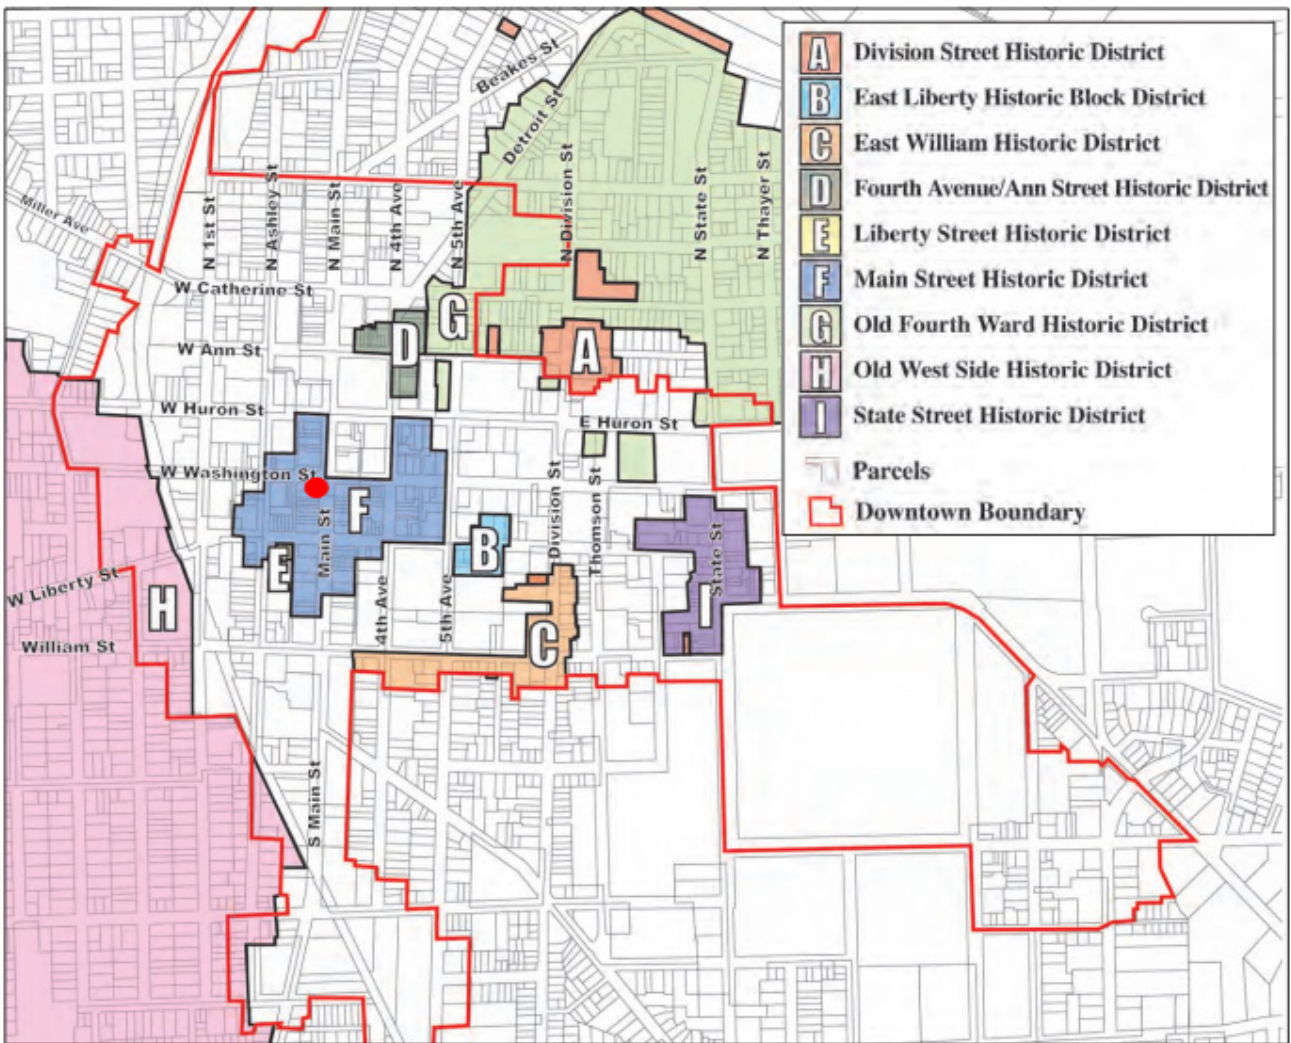 A Division Street Historic District
B East Liberty Historic Block District
C East William Historic District
D Fourth Avenue/Ann Street Historic District
E Liberty Street Historic District
F Main Street Historic District
G Old Fourth Ward Historic District
H Old West Side Historic District
I State Street Historic District
Parcels
Downtown Boundary
Beakes St
Detroit St
Miller Ave
N 1st St
N Ashley St
N Main St
N 4th Ave
N 5th Ave
N Division St
N State St
N Thayer St
W Catherine St
G
W Ann St
D
A
W Huron St
E Huron St
W Washington St
F
Main St
B
Division St
Thomson St
State St
E
W Liberty St
H
4th Ave
5th Ave
I
William St
C
S Main St